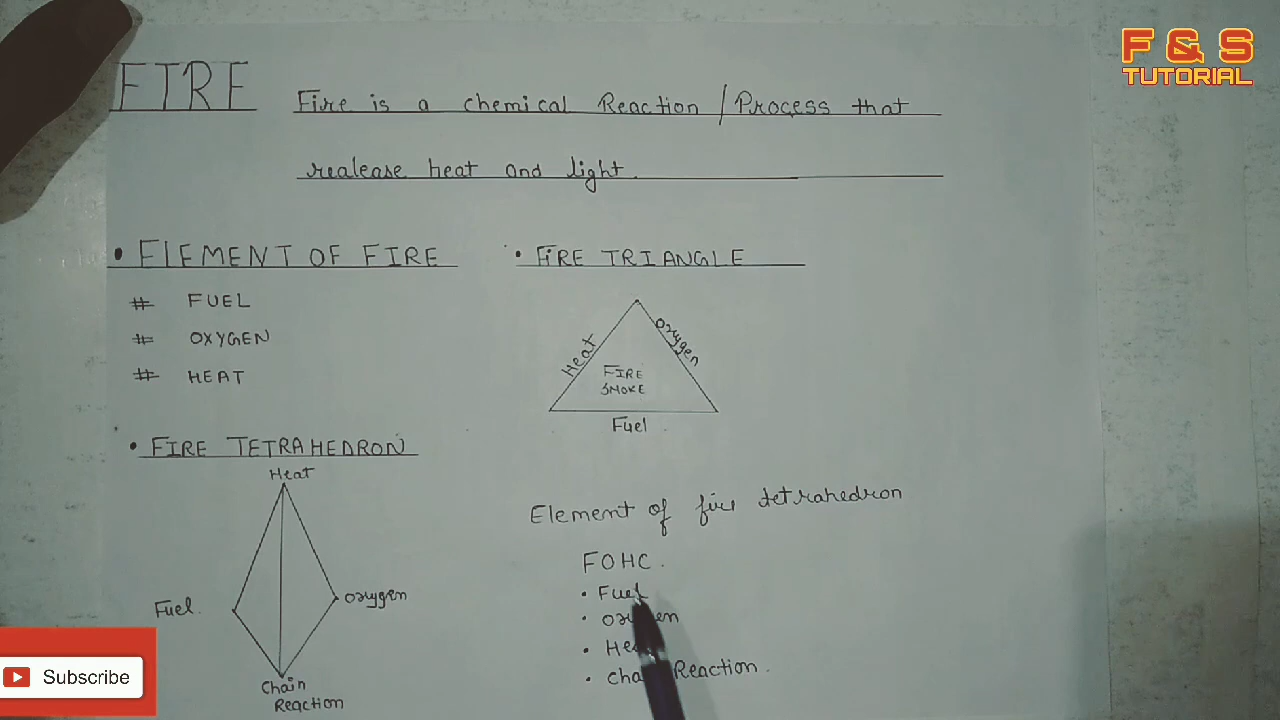 F & S
TUTORIAL
FIRE
Fire is a chemical Reaction / Process that
realease heat and light.
• ELEMENT OF FIRE
# FUEL
# OXYGEN
# HEAT
• FIRE TRIANGLE
Heat
Oxygen
FIRE
SMOKE
Fuel
• FIRE TETRAHEDRON
Heat
Fuel.
Oxygen
Chain
Reaction
Element of fire tetrahedron
FOHC.
• Fuel
•
•
• Reaction.
Subscribe